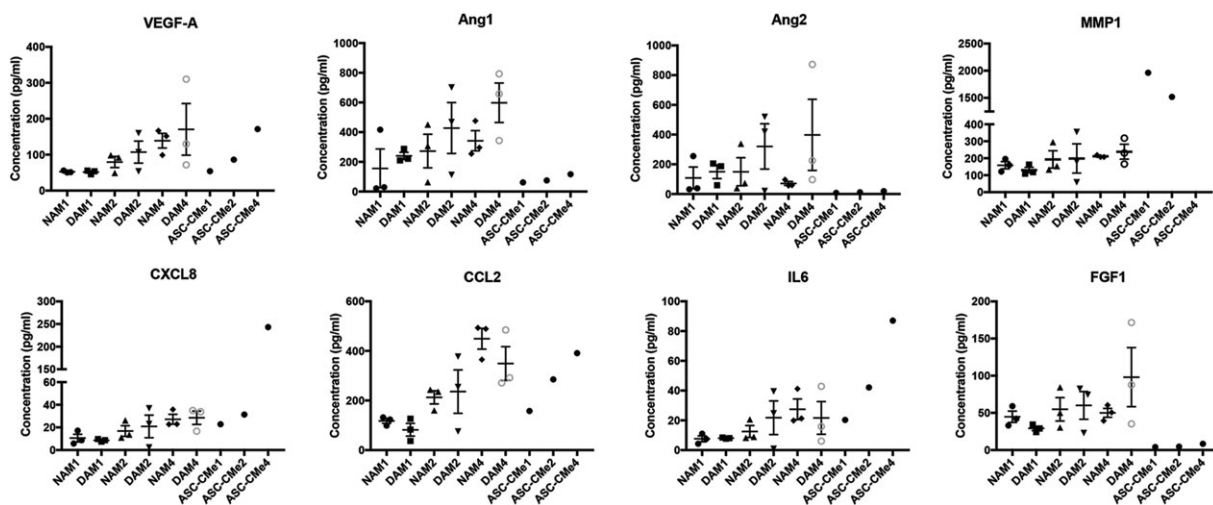 VEGF-A
Concentration (pg/ml)
400
300
200
100
0
NAM1
DAM1
NAM2
DAM2
NAM4
DAM4
ASC-CMe1
ASC-CMe2
ASC-CMe4
Ang1
Concentration (pg/ml)
1000
800
600
400
200
0
NAM1
DAM1
NAM2
DAM2
NAM4
DAM4
ASC-CMe1
ASC-CMe2
ASC-CMe4
Ang2
Concentration (pg/ml)
1000
800
600
400
200
0
NAM1
DAM1
NAM2
DAM2
NAM4
DAM4
ASC-CMe1
ASC-CMe2
ASC-CMe4
MMP1
Concentration (pg/ml)
2500
2000
1500
300
200
100
0
NAM1
DAM1
NAM2
DAM2
NAM4
DAM4
ASC-CMe1
ASC-CMe2
ASC-CMe4
CXCL8
Concentration (pg/ml)
300
250
200
150
60
40
20
0
NAM1
DAM1
NAM2
DAM2
NAM4
DAM4
ASC-CMe1
ASC-CMe2
ASC-CMe4
CCL2
Concentration (pg/ml)
600
400
200
0
NAM1
DAM1
NAM2
DAM2
NAM4
DAM4
ASC-CMe1
ASC-CMe2
ASC-CMe4
IL6
Concentration (pg/ml)
100
80
60
40
20
0
NAM1
DAM1
NAM2
DAM2
NAM4
DAM4
ASC-CMe1
ASC-CMe2
ASC-CMe4
FGF1
Concentration (pg/ml)
200
150
100
50
0
NAM1
DAM1
NAM2
DAM2
NAM4
DAM4
ASC-CMe1
ASC-CMe2
ASC-CMe4